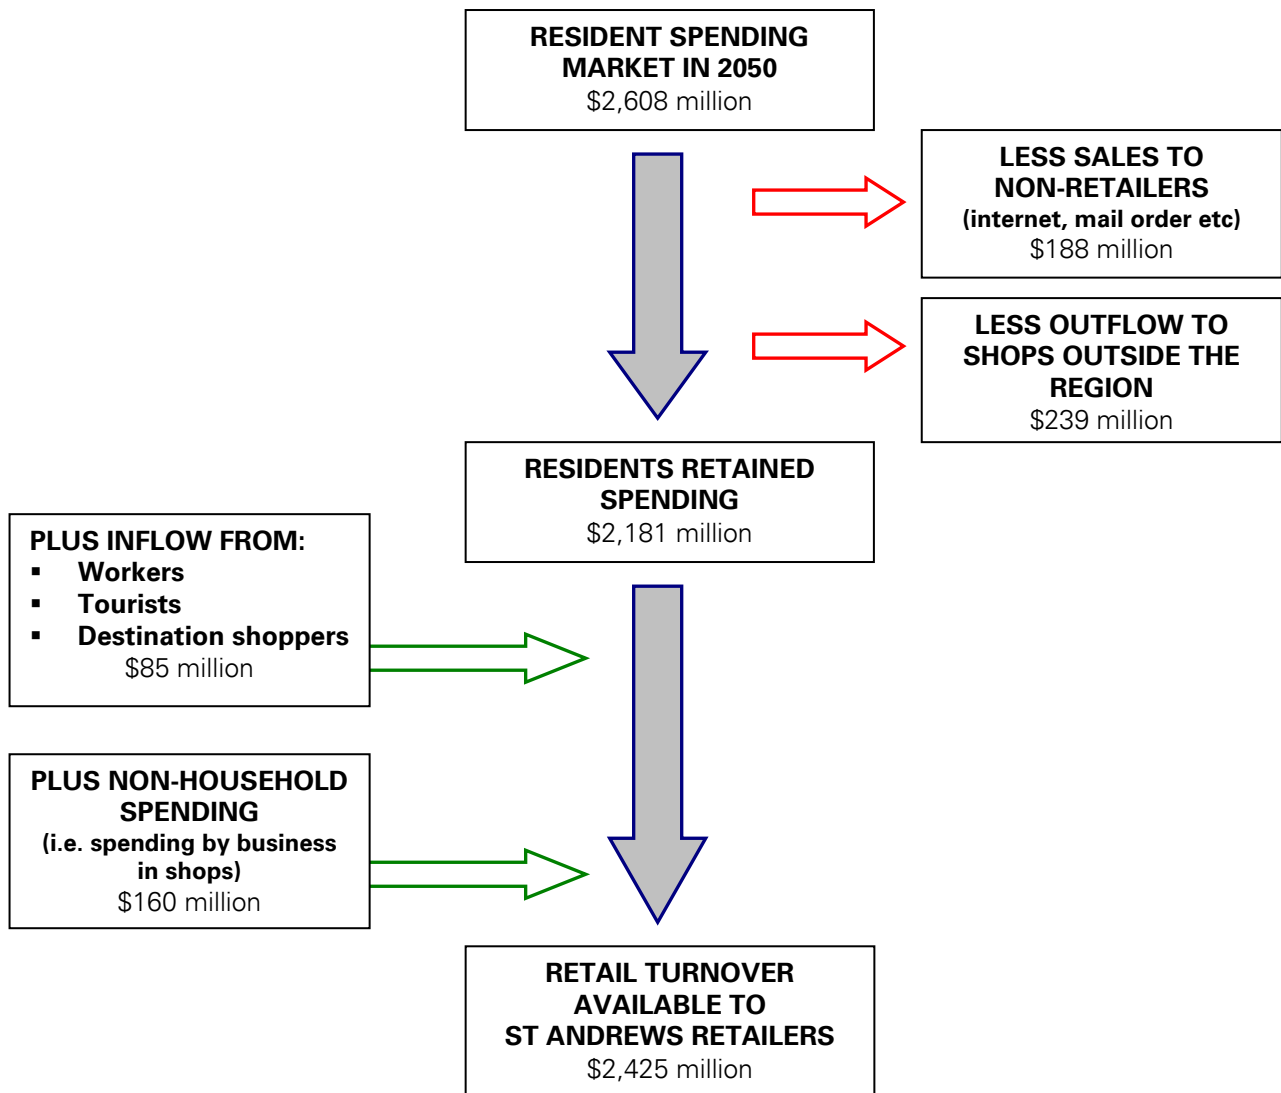 RESIDENT SPENDING
MARKET IN 2050
$2,608 million
LESS SALES TO
NON-RETAILERS
(internet, mail order etc)
$188 million
LESS OUTFLOW TO
SHOPS OUTSIDE THE
REGION
$239 million
RESIDENTS RETAINED
SPENDING
$2,181 million
PLUS INFLOW FROM:
▪ Workers
▪ Tourists
▪ Destination shoppers
$85 million
PLUS NON-HOUSEHOLD
SPENDING
(i.e. spending by business
in shops)
$160 million
RETAIL TURNOVER
AVAILABLE TO
ST ANDREWS RETAILERS
$2,425 million